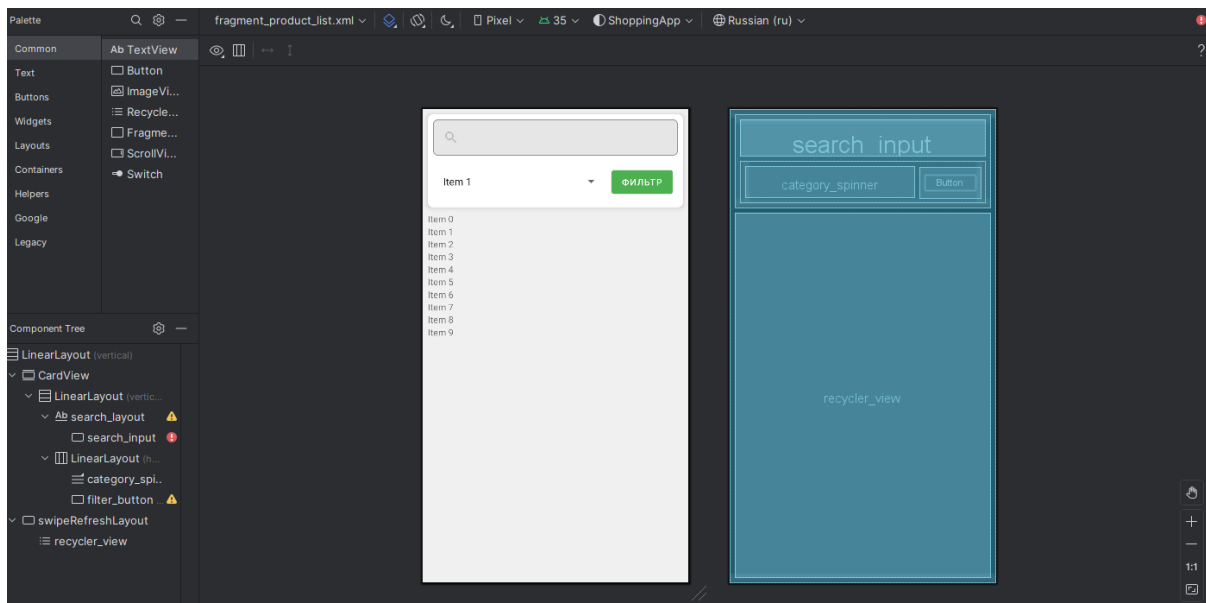 Palette
fragment_product_list.xml
Pixel
35
ShoppingApp
Russian (ru)
Common
Text
Buttons
Widgets
Layouts
Containers
Helpers
Google
Legacy
Ab TextView
Button
ImageVi...
Recycle...
Fragme...
ScrollVi...
Switch
?
Component Tree
LinearLayout (vertical)
CardView
LinearLayout (vertic...
Ab search_layout
search_input
LinearLayout (h...
category_spi..
filter_button ...
swipeRefreshLayout
recycler_view
Item 1
ФИЛЬТР
Item 0
Item 1
Item 2
Item 3
Item 4
Item 5
Item 6
Item 7
Item 8
Item 9
search_input
category_spinner
Button
recycler_view
1:1